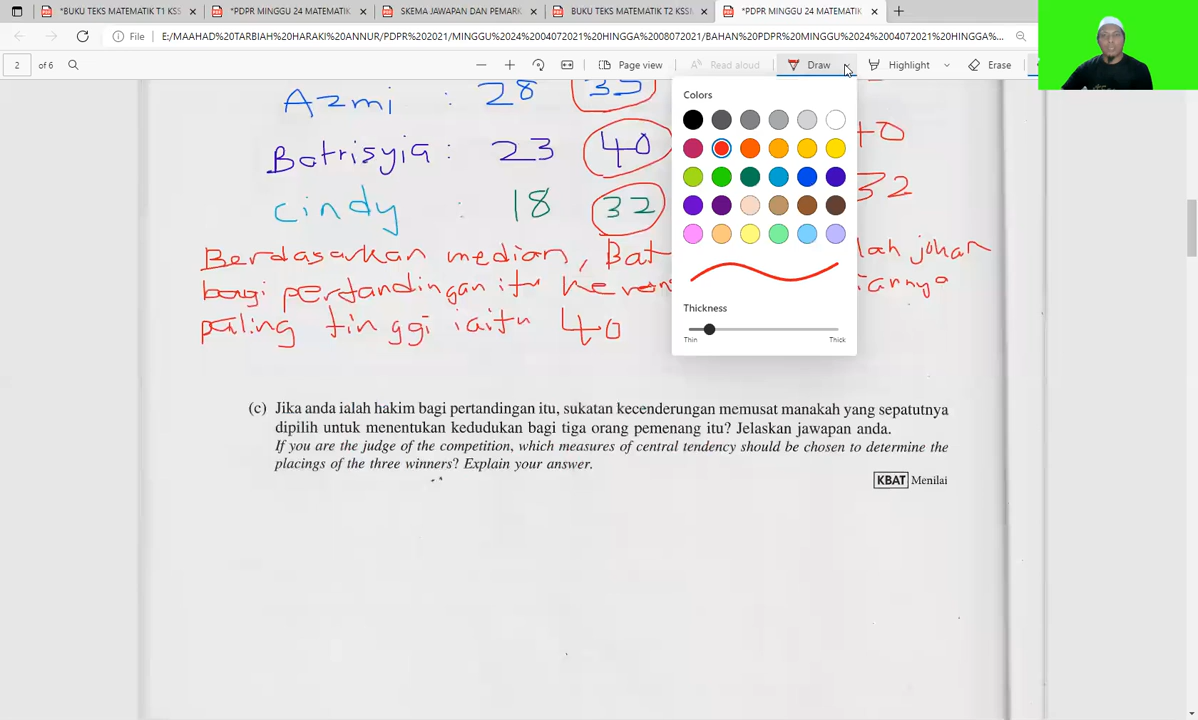 *BUKU TEKS MATEMATIK T1 KSS
*PDPR MINGGU 24 MATEMATIK
SKEMA JAWAPAN DAN PEMARK
BUKU TEKS MATEMATIK T2 KSSN
*PDPR MINGGU 24 MATEMATIK
File
E:/MAAHAD%20TARBIAH%20HARAKI%20ANNUR/PDPR%202021/MINGGU%2024%2004072021%20HINGGA%2008072021/BAHAN%20PDPR%20MINGGU%2024%2004072021%20HINGGA%...
2 of 6
Page view
Read aloud
Draw
Highlight
Erase
Colors
Thickness
Thin
Thick
Azmi : 28 35
Batrisyia : 23 40 40
Cindy : 18 32 32
Berdasarkan median, Bat lah johan
bagi pertandingan itu
paling tinggi iaitu 40
(c) Jika anda ialah hakim bagi pertandingan itu, sukatan kecenderungan memusat manakah yang sepatutnya
dipilih untuk menentukan kedudukan bagi tiga orang pemenang itu? Jelaskan jawapan anda.
If you are the judge of the competition, which measures of central tendency should be chosen to determine the
placings of the three winners? Explain your answer.
KBAT Menilai